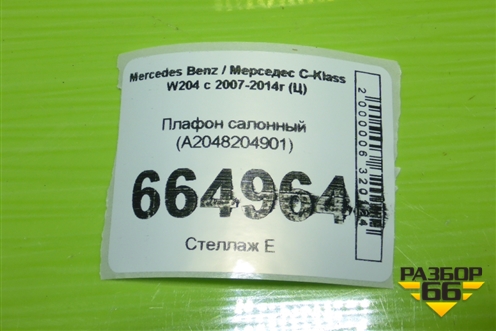 Mercedes Benz / Мерседес C-Klass
W204 с 2007-2014г (Ц)
Плафон салонный
(A2048204901)
664964
Стеллаж Е
РАЗБОР
66